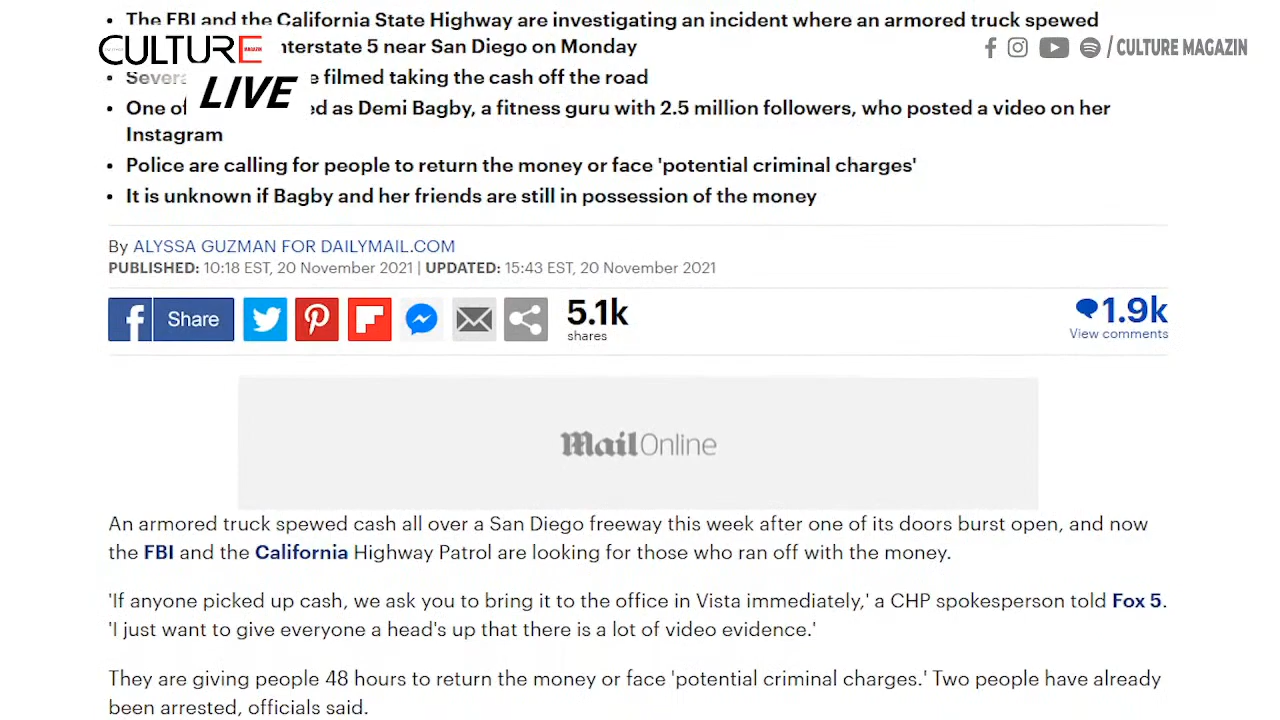 The FBI and the California State Highway are investigating an incident where an armored truck spewed
CULTURE
MAGAZIN
nterstate 5 near San Diego on Monday
/ CULTURE MAGAZIN
Severa e filmed taking the cash off the road
LIVE
One of ed as Demi Bagby, a fitness guru with 2.5 million followers, who posted a video on her
Instagram
Police are calling for people to return the money or face 'potential criminal charges'
It is unknown if Bagby and her friends are still in possession of the money
By ALYSSA GUZMAN FOR DAILYMAIL.COM
PUBLISHED: 10:18 EST, 20 November 2021 | UPDATED: 15:43 EST, 20 November 2021
Share
5.1k
shares
1.9k
View comments
Mail Online
An armored truck spewed cash all over a San Diego freeway this week after one of its doors burst open, and now
the FBI and the California Highway Patrol are looking for those who ran off with the money.
'If anyone picked up cash, we ask you to bring it to the office in Vista immediately,' a CHP spokesperson told Fox 5.
'I just want to give everyone a head's up that there is a lot of video evidence.'
They are giving people 48 hours to return the money or face 'potential criminal charges.' Two people have already
been arrested, officials said.